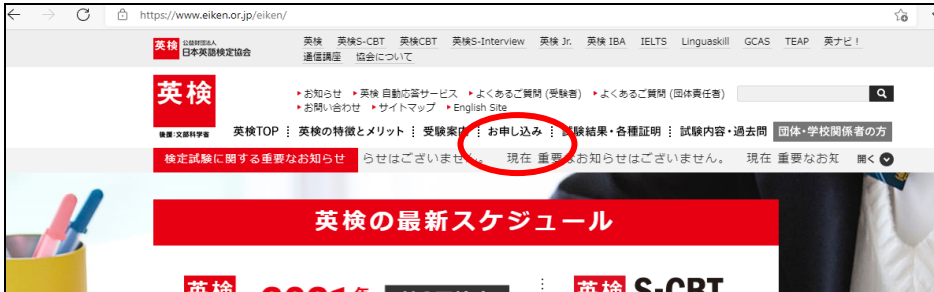 https://www.eiken.or.jp/eiken/
英検 公益財団法人 日本英語検定協会
英検 英検S-CBT 英検CBT 英検S-Interview 英検 Jr. 英検 IBA IELTS Linguaskill GCAS TEAP 英ナビ!
通信講座 協会について
英検
後援:文部科学省
お知らせ 英検 自動応答サービス よくあるご質問 (受験者) よくあるご質問 (団体責任者)
お問い合わせ サイトマップ English Site
英検TOP 英検の特徴とメリット 受験案内 お申し込み 試験結果・各種証明 試験内容・過去問 団体・学校関係者の方
検定試験に関する重要なお知らせ らせはございません。 現在 重要なお知らせはございません。 現在 重要なお知 開く
英検の最新スケジュール
英検 英検 S-CBT